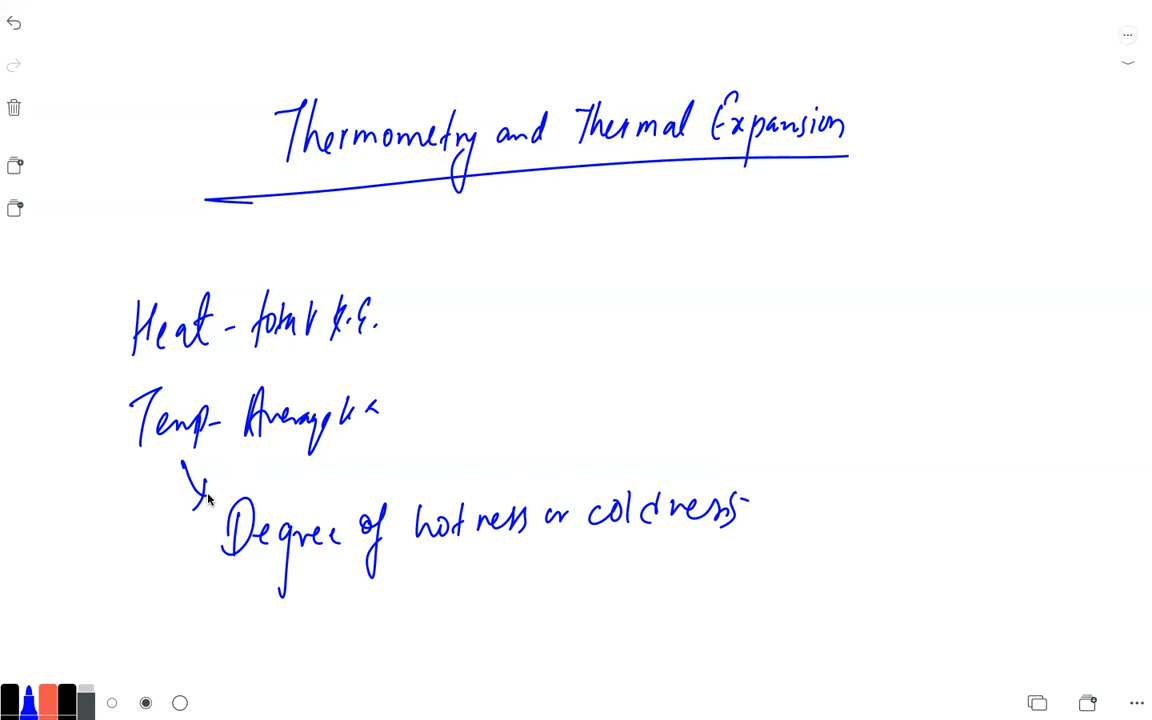 Thermometry and Thermal Expansion
Heat - total K.E.
Temp - Average K
Degree of hotness or coldness